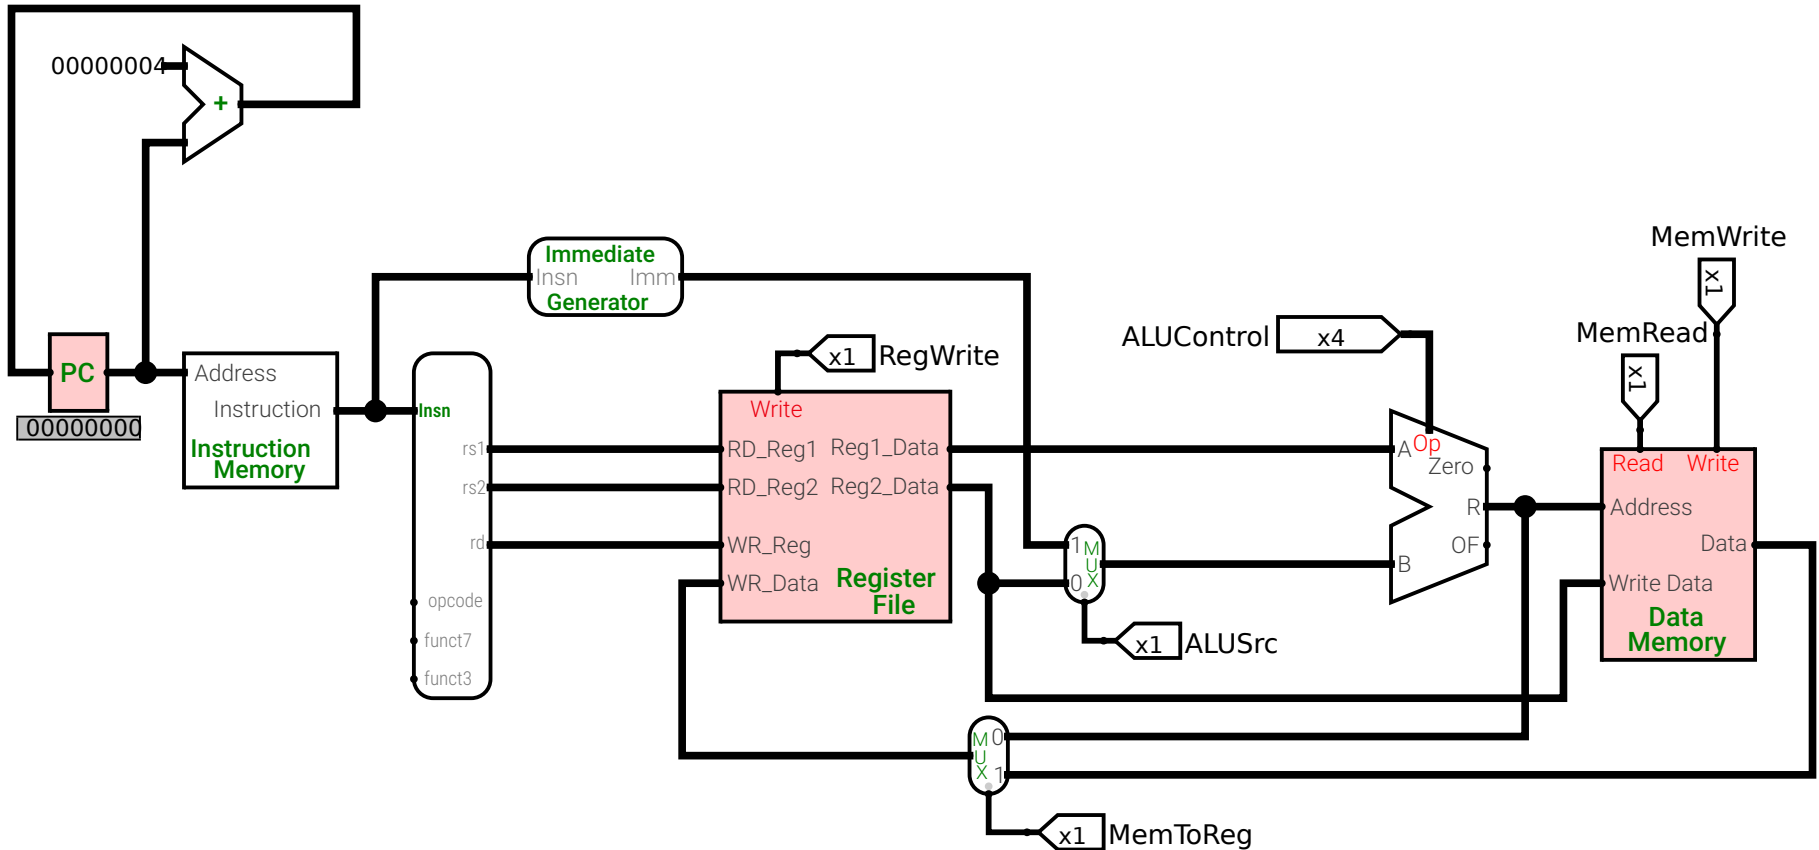 00000004
+
PC
00000000
Address
Instruction
Instruction
Memory
Immediate
Insn Imm
Generator
Insn
rs1
rs2
rd
opcode
funct7
funct3
x1 RegWrite
Write
RD_Reg1 Reg1_Data
RD_Reg2 Reg2_Data
WR_Reg
WR_Data
Register
File
1
0
MUX
x1 ALUSrc
MUX
0
1
x1 MemToReg
ALUControl x4
A Op
Zero
R
OF
B
MemWrite
x1
MemRead
x1
Read Write
Address
Data
Write Data
Data
Memory